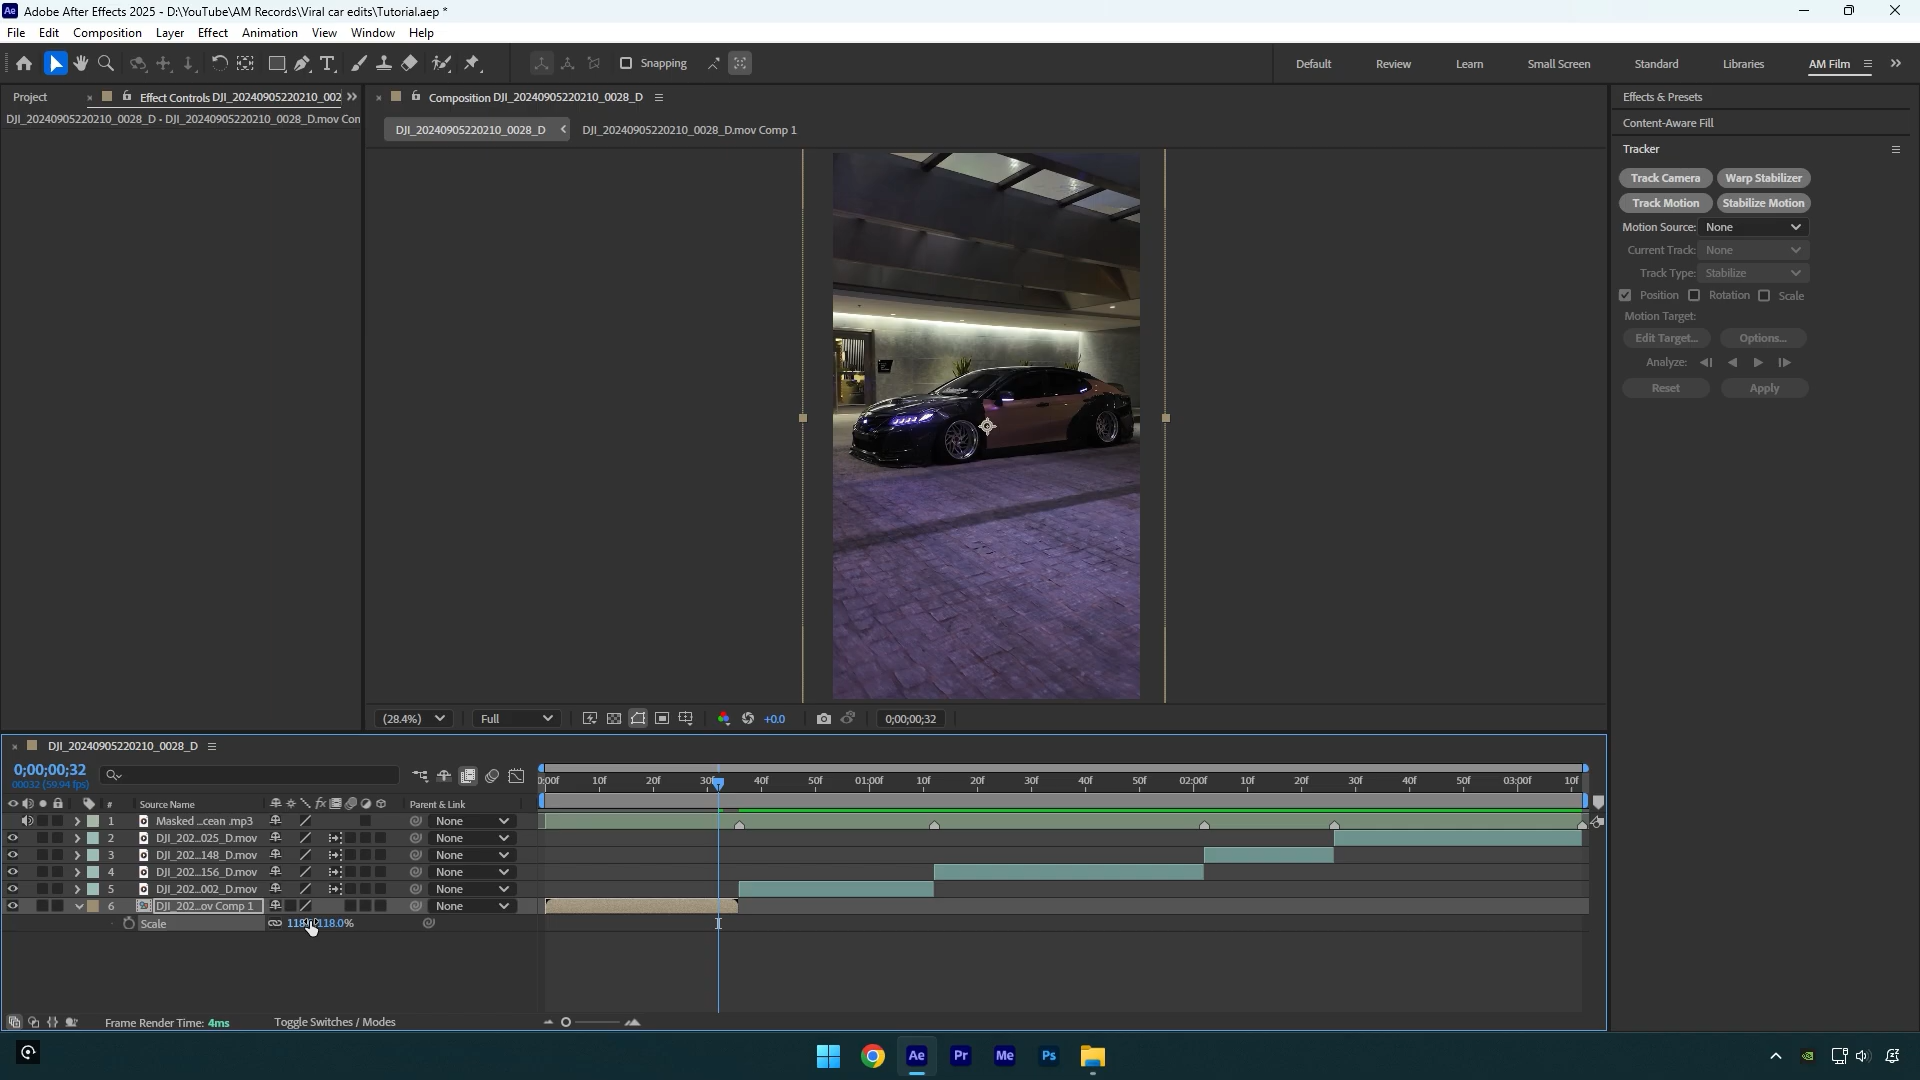 Adobe After Effects 2025 - D:\YouTube\AM Records\Viral car edits\Tutorial.aep *
File Edit Composition Layer Effect Animation View Window Help
Snapping
Default Review Learn Small Screen Standard Libraries AM Film
Project
Effect Controls DJI_20240905220210_002
Composition DJI_20240905220210_0028_D
Effects & Presets
DJI_20240905220210_0028_D - DJI_20240905220210_0028_D.mov Con
DJI_20240905220210_0028_D
DJI_20240905220210_0028_D.mov Comp 1
Content-Aware Fill
Tracker
Track Camera Warp Stabilizer
Track Motion Stabilize Motion
Motion Source: None
Current Track: None
Track Type: Stabilize
Position Rotation Scale
Motion Target:
Edit Target... Options...
Analyze:
Reset Apply
(28.4%) Full +0.0 0;00;00;32
DJI_20240905220210_0028_D
0;00;00;32
00032 (59.94 fps)
0:00f 10f 20f 30f 40f 50f 01:00f 10f 20f 30f 40f 50f 02:00f 10f 20f 30f 40f 50f 03:00f 10f
# Source Name Parent & Link
1 Masked ...cean .mp3 None
2 DJI_202...025_D.mov None
3 DJI_202...148_D.mov None
4 DJI_202...156_D.mov None
5 DJI_202...002_D.mov None
6 DJI_202...ov Comp 1 None
Scale 118.0%
Frame Render Time: 4ms
Toggle Switches / Modes
Ae Pr Me Ps